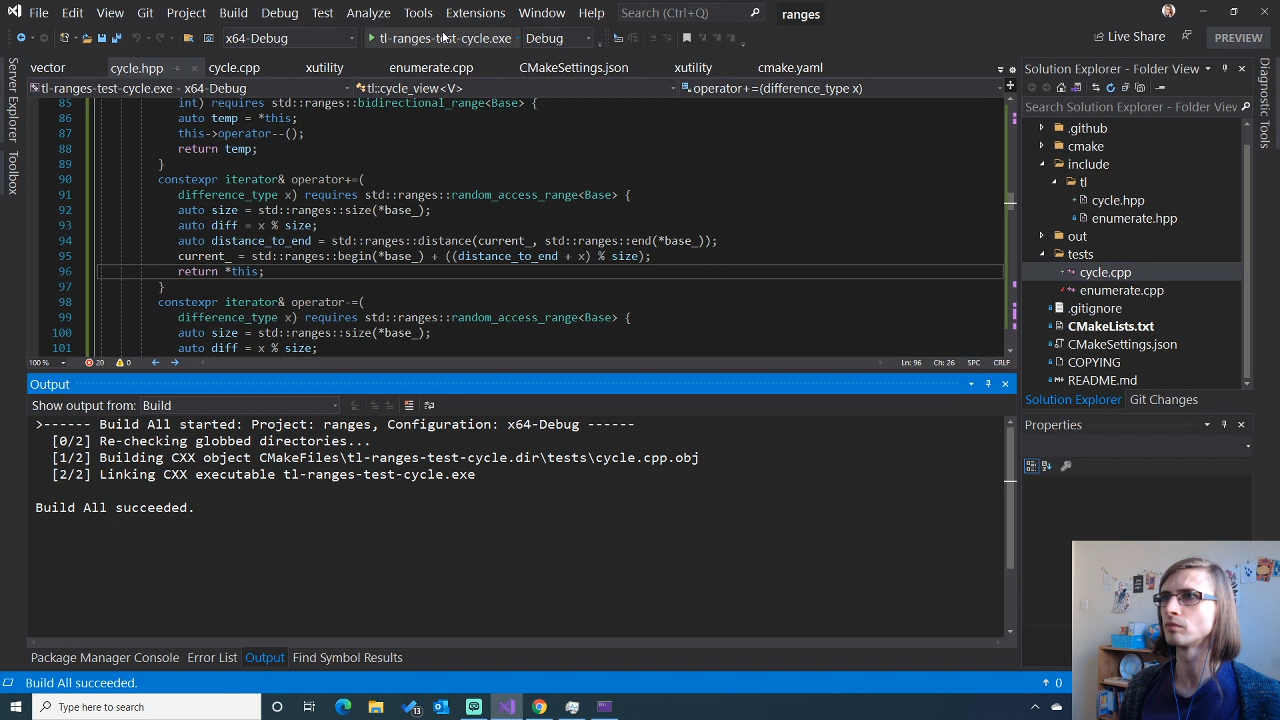 File Edit View Git Project Build Debug Test Analyze Tools Extensions Window Help Search (Ctrl+Q) ranges
x64-Debug tl-ranges-test-cycle.exe Debug Live Share PREVIEW
vector cycle.hpp cycle.cpp xutility enumerate.cpp CMakeSettings.json xutility cmake.yaml
tl-ranges-test-cycle.exe x64-Debug tl::cycle_view<V> operator+=(difference_type x)
85 int) requires std::ranges::bidirectional_range<Base> {
86 auto temp = *this;
87 this->operator--();
88 return temp;
89 }
90 constexpr iterator& operator+=(
91 difference_type x) requires std::ranges::random_access_range<Base> {
92 auto size = std::ranges::size(*base_);
93 auto diff = x % size;
94 auto distance_to_end = std::ranges::distance(current_, std::ranges::end(*base_));
95 current_ = std::ranges::begin(*base_) + ((distance_to_end + x) % size);
96 return *this;
97 }
98 constexpr iterator& operator-=(
99 difference_type x) requires std::ranges::random_access_range<Base> {
100 auto size = std::ranges::size(*base_);
101 auto diff = x % size;
100 % 20 0 Ln: 96 Ch: 26 SPC CRLF
Output
Show output from: Build
>------ Build All started: Project: ranges, Configuration: x64-Debug ------
[0/2] Re-checking globbed directories...
[1/2] Building CXX object CMakeFiles\tl-ranges-test-cycle.dir\tests\cycle.cpp.obj
[2/2] Linking CXX executable tl-ranges-test-cycle.exe
Build All succeeded.
Package Manager Console Error List Output Find Symbol Results
Build All succeeded. 0
Type here to search
13
Server Explorer
Toolbox
Solution Explorer - Folder View
Search Solution Explorer - Folder View
.github
cmake
include
tl
cycle.hpp
enumerate.hpp
out
tests
cycle.cpp
enumerate.cpp
.gitignore
CMakeLists.txt
CMakeSettings.json
COPYING
README.md
Solution Explorer Git Changes
Properties
Diagnostic Tools